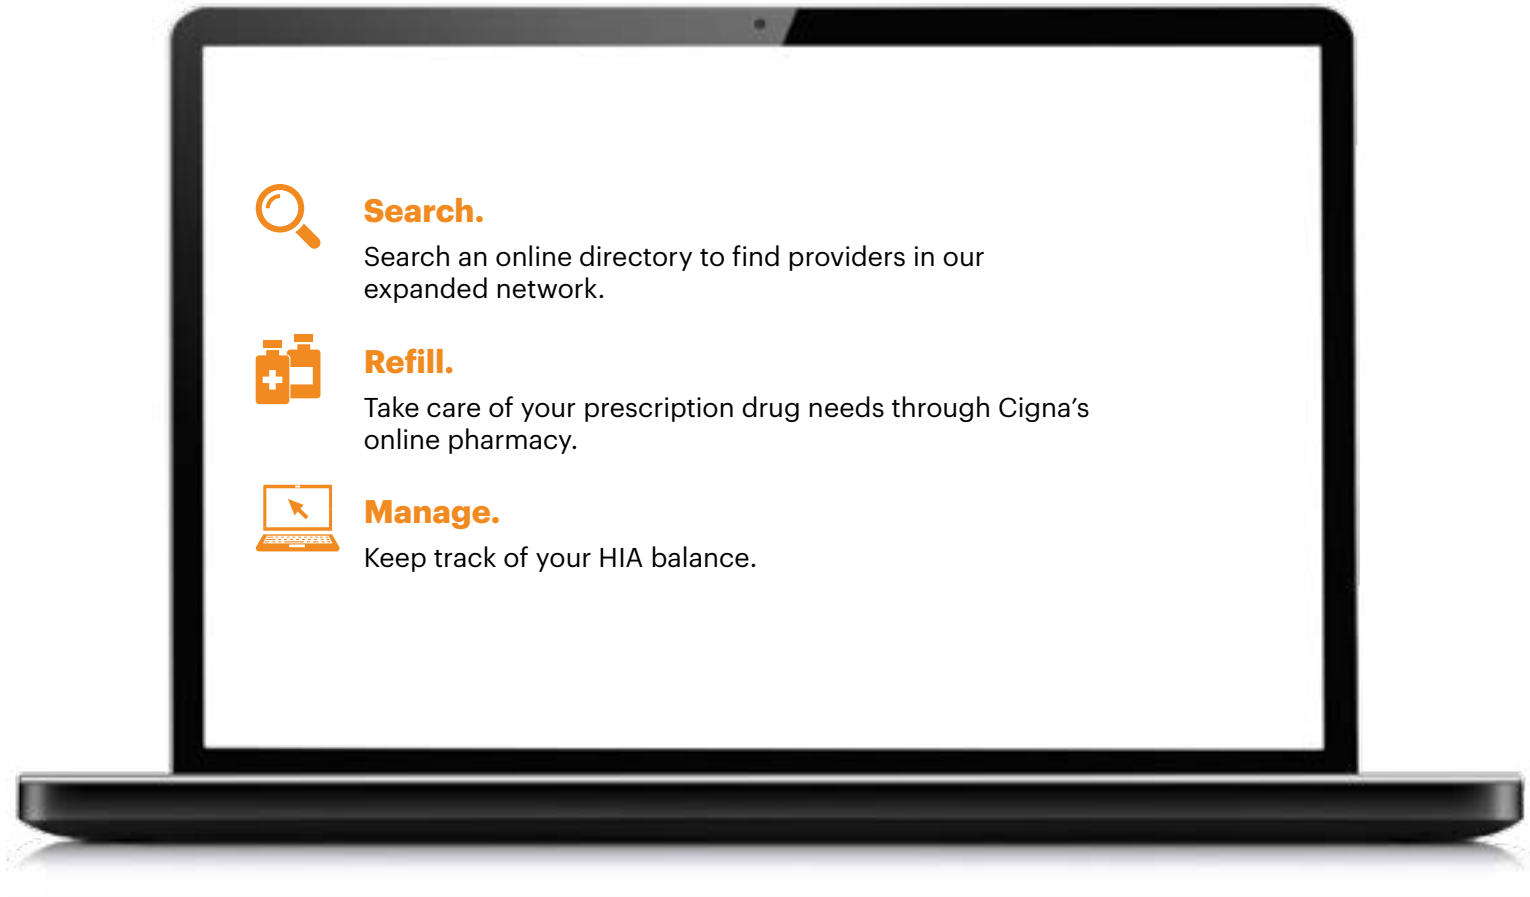 Search.
Search an online directory to find providers in our
expanded network.
Refill.
Take care of your prescription drug needs through Cigna’s
online pharmacy.
Manage.
Keep track of your HIA balance.